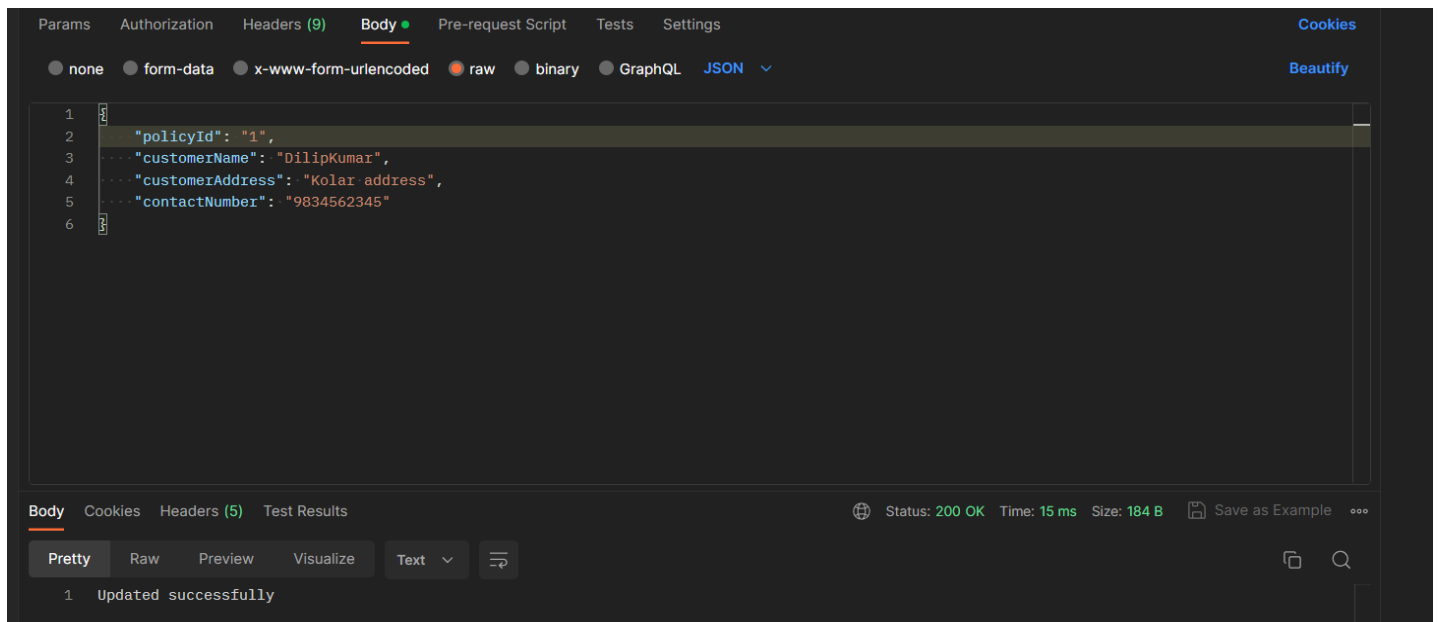 Params Authorization Headers (9) Body Pre-request Script Tests Settings Cookies
none form-data x-www-form-urlencoded raw binary GraphQL JSON Beautify
1 {
2 "policyId": "1",
3 "customerName": "DilipKumar",
4 "customerAddress": "Kolar address",
5 "contactNumber": "9834562345"
6 }
Body Cookies Headers (5) Test Results Status: 200 OK Time: 15 ms Size: 184 B Save as Example
Pretty Raw Preview Visualize Text
1 Updated successfully